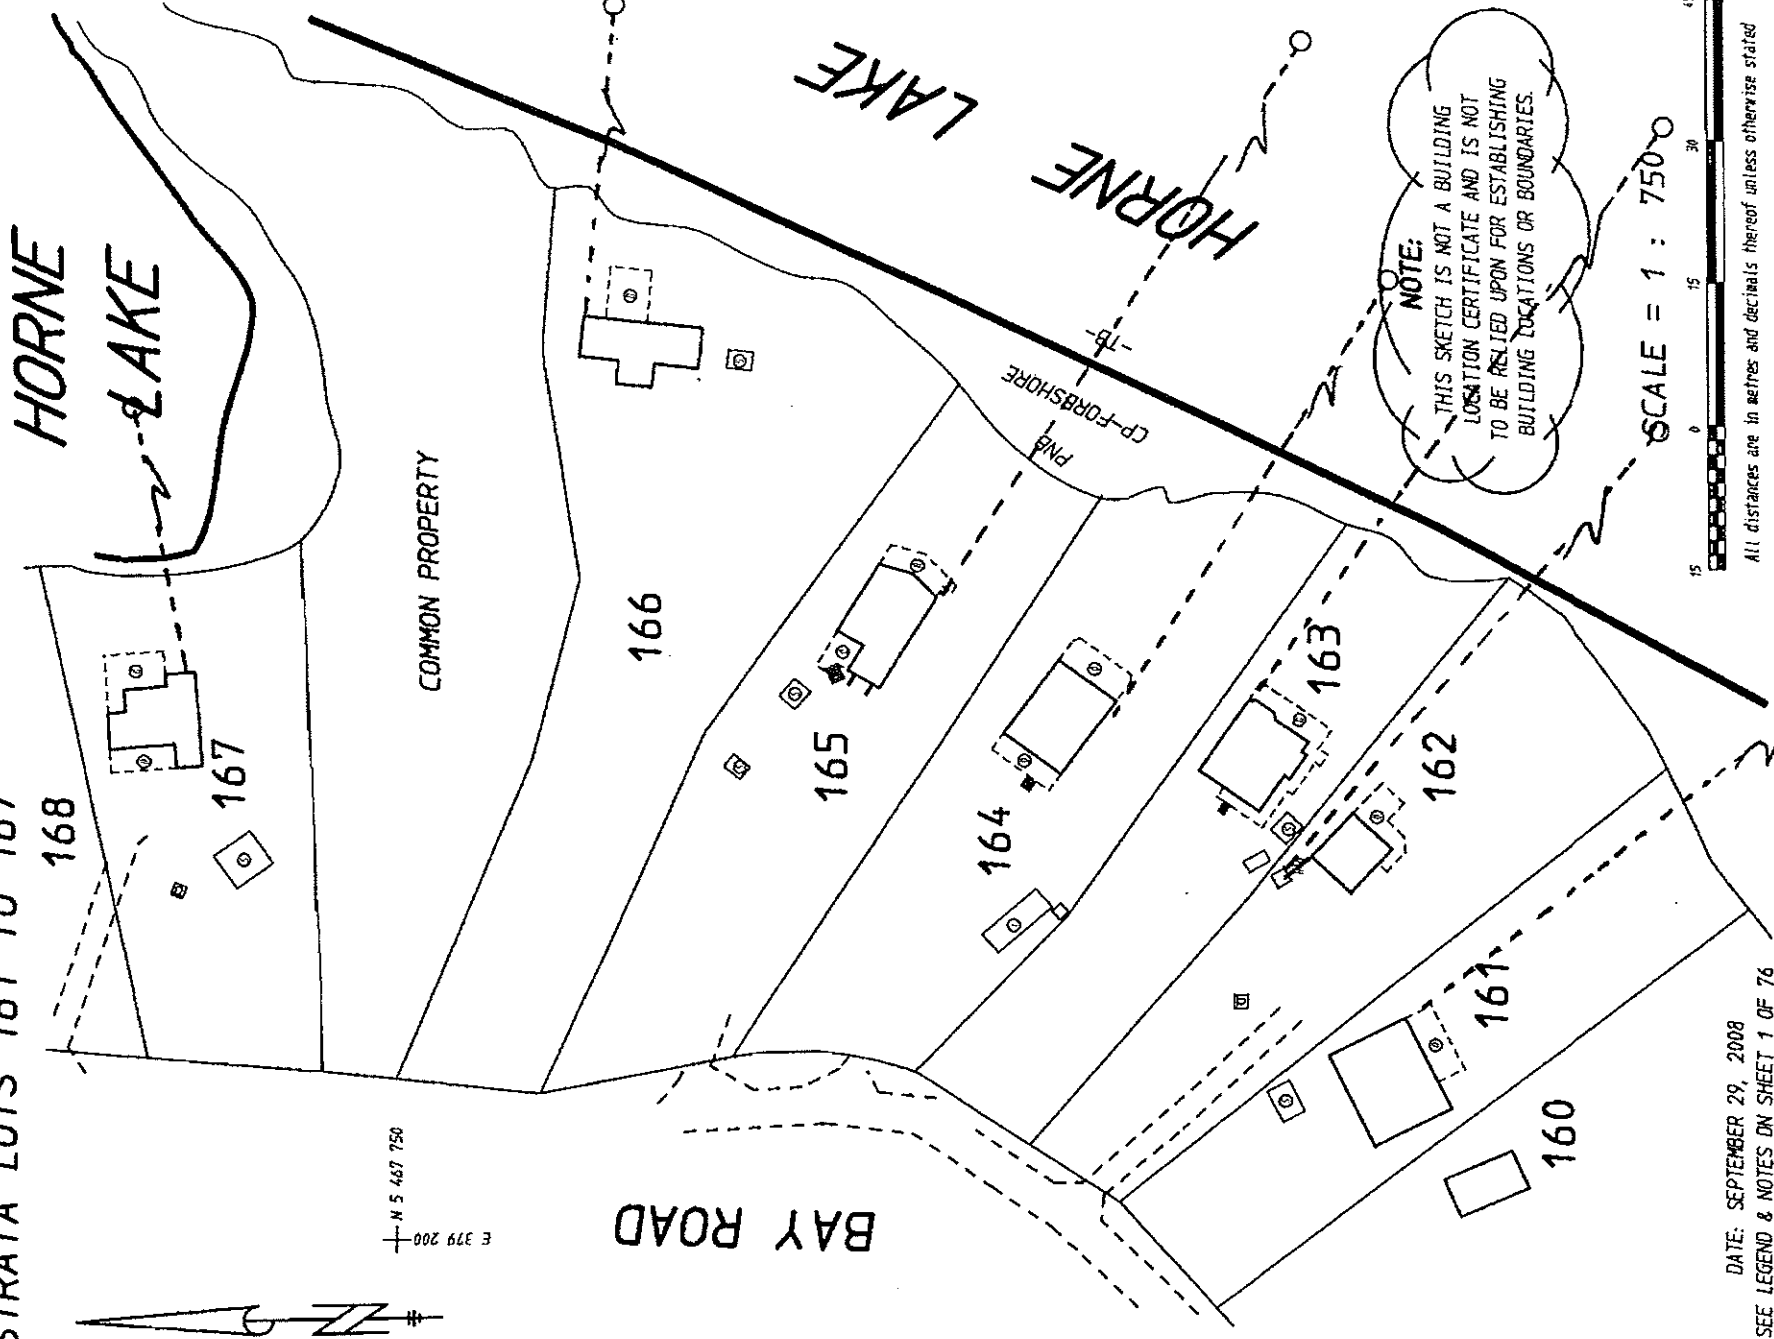 STRATA LOTS 161 TO 167
HORNE
LAKE
HORNE LAKE
168
167
COMMON PROPERTY
166
165
164
163
162
161
160
PNB
CP-FORESHORE
-TB-
NOTE:
THIS SKETCH IS NOT A BUILDING
LOCATION CERTIFICATE AND IS NOT
TO BE RELIED UPON FOR ESTABLISHING
BUILDING LOCATIONS OR BOUNDARIES.
N 5 467 750
E 379 200
BAY ROAD
N
SCALE = 1 : 750
15 0 15 30 45
All distances are in metres and decimals thereof unless otherwise stated
DATE: SEPTEMBER 29, 2008
SEE LEGEND & NOTES ON SHEET 1 OF 76